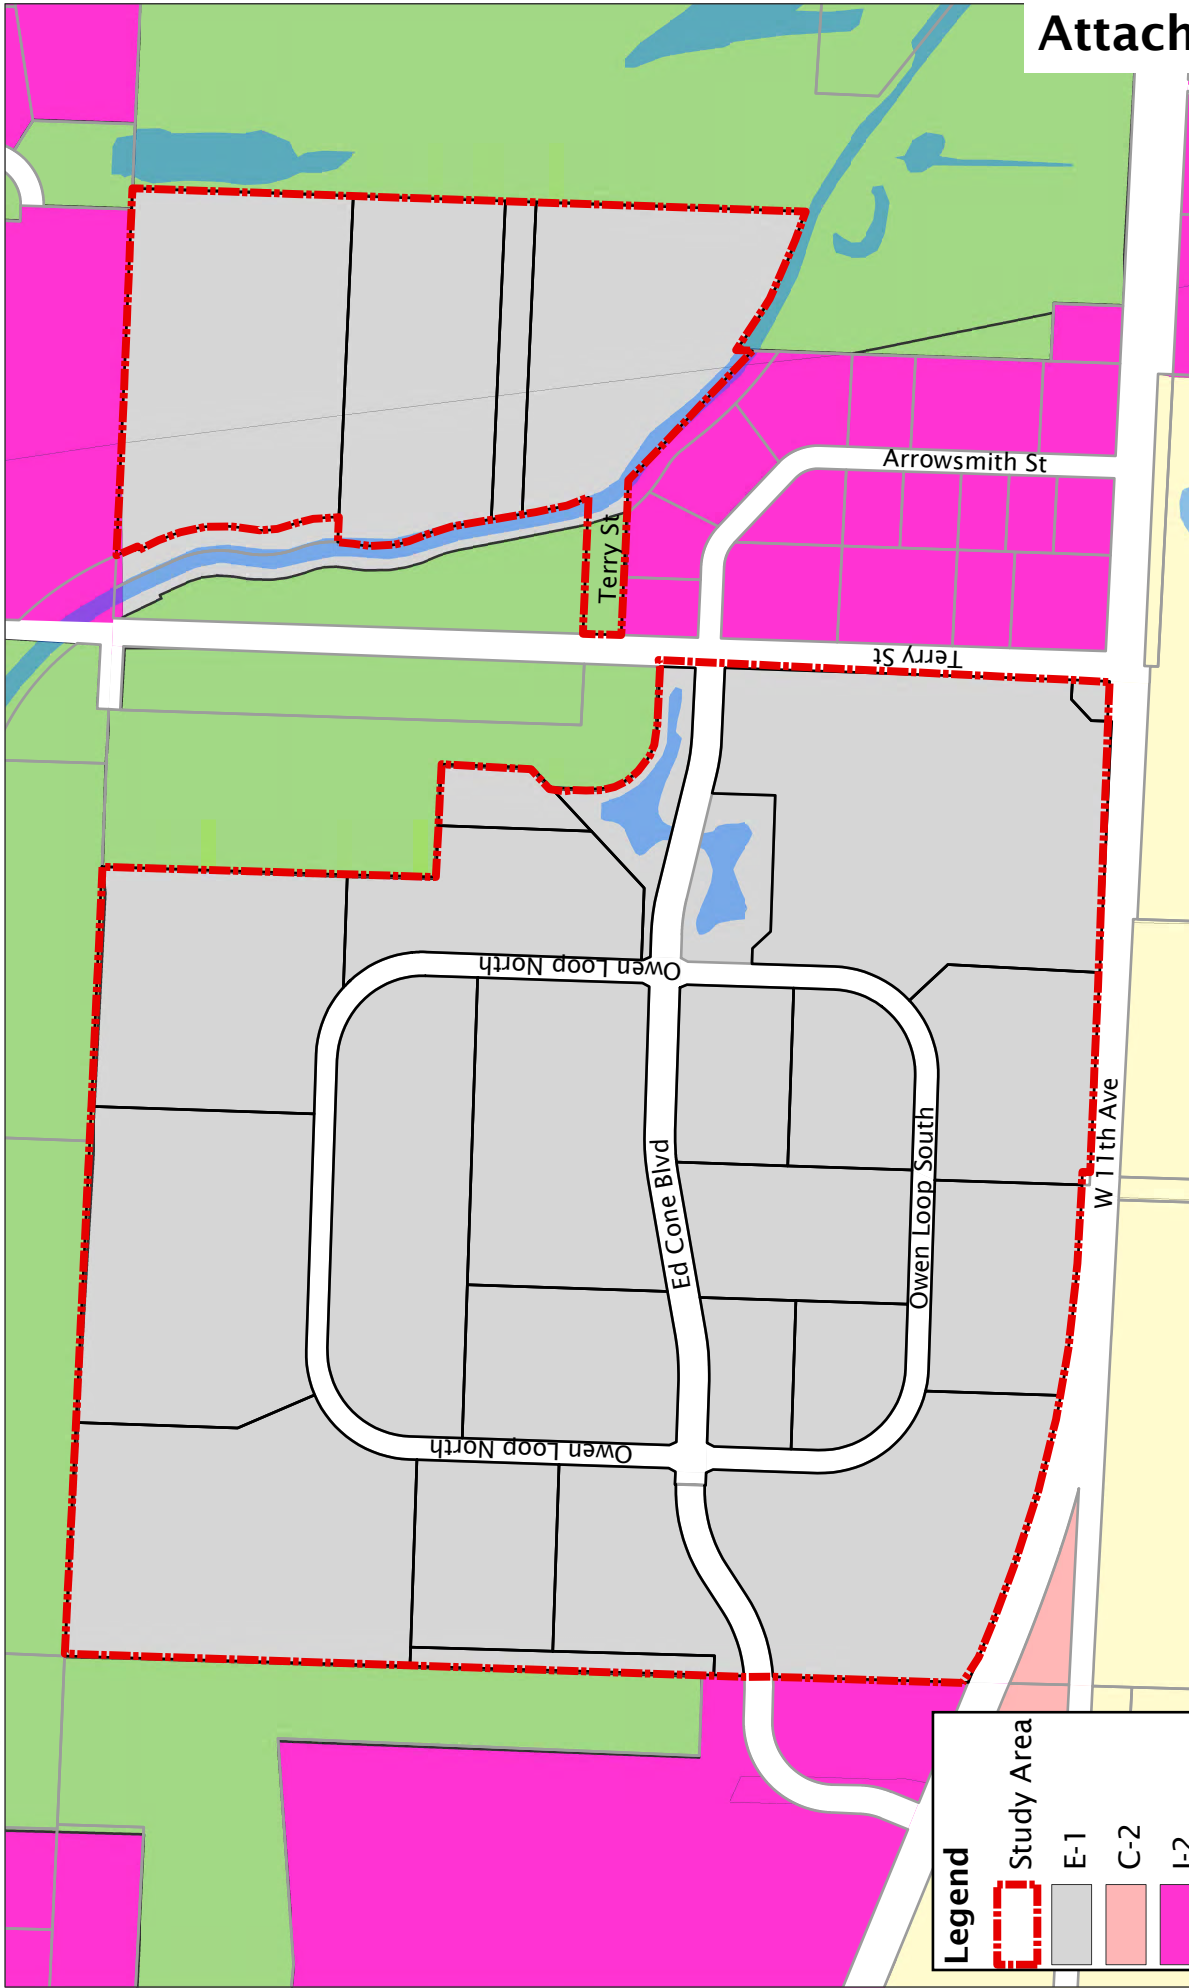 Attach
Arrowsmith St
Terry St
Terry St
Owen Loop North
Ed Cone Blvd
Owen Loop South
W 11th Ave
Owen Loop North
Legend
Study Area
E-1
C-2